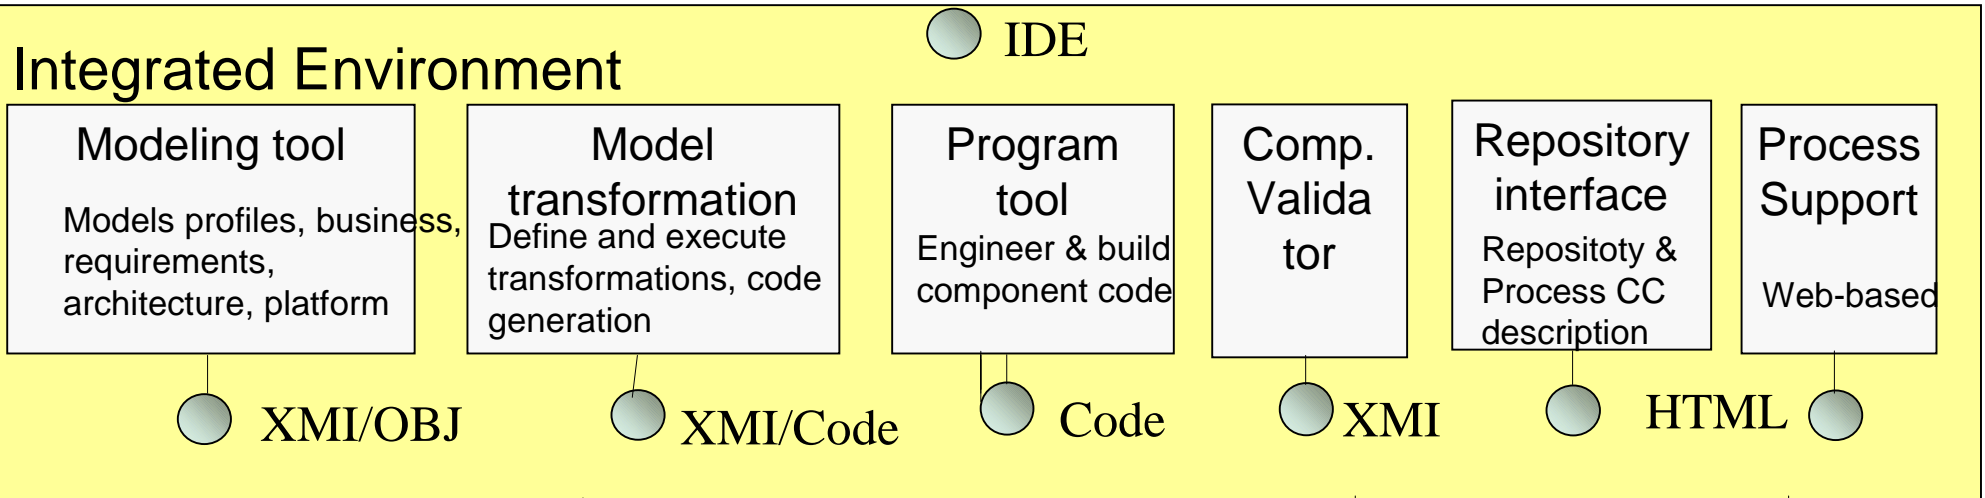 IDE
Integrated Environment
Modeling tool
Models profiles, business,
requirements,
architecture, platform
Model
transformation
Define and execute
transformations, code
generation
Program
tool
Engineer & build
component code
Comp.
Valida
tor
Repository
interface
Repositoty &
Process CC
description
Process
Support
Web-based
XMI/OBJ
XMI/Code
Code
XMI
HTML